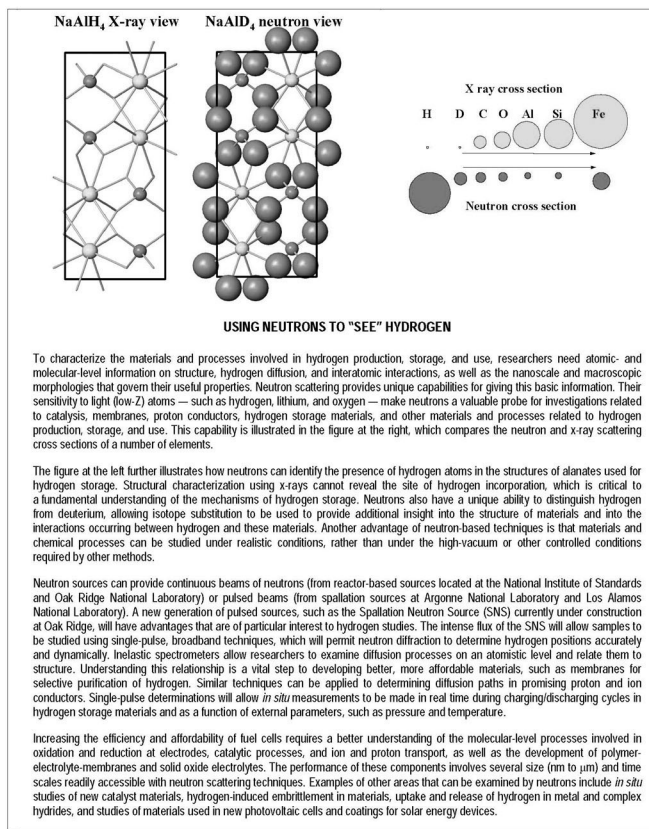 NaAlH4 X-ray view
NaAlD4 neutron view
X ray cross section
H D C O Al Si Fe
Neutron cross section
USING NEUTRONS TO "SEE" HYDROGEN
To characterize the materials and processes involved in hydrogen production, storage, and use, researchers need atomic- and
molecular-level information on structure, hydrogen diffusion, and interatomic interactions, as well as the nanoscale and macroscopic
morphologies that govern their useful properties. Neutron scattering provides unique capabilities for giving this basic information. Their
sensitivity to light (low-Z) atoms — such as hydrogen, lithium, and oxygen — make neutrons a valuable probe for investigations related
to catalysis, membranes, proton conductors, hydrogen storage materials, and other materials and processes related to hydrogen
production, storage, and use. This capability is illustrated in the figure at the right, which compares the neutron and x-ray scattering
cross sections of a number of elements.
The figure at the left further illustrates how neutrons can identify the presence of hydrogen atoms in the structures of alanates used for
hydrogen storage. Structural characterization using x-rays cannot reveal the site of hydrogen incorporation, which is critical to
a fundamental understanding of the mechanisms of hydrogen storage. Neutrons also have a unique ability to distinguish hydrogen
from deuterium, allowing isotope substitution to be used to provide additional insight into the structure of materials and into the
interactions occurring between hydrogen and these materials. Another advantage of neutron-based techniques is that materials and
chemical processes can be studied under realistic conditions, rather than under the high-vacuum or other controlled conditions
required by other methods.
Neutron sources can provide continuous beams of neutrons (from reactor-based sources located at the National Institute of Standards
and Oak Ridge National Laboratory) or pulsed beams (from spallation sources at Argonne National Laboratory and Los Alamos
National Laboratory). A new generation of pulsed sources, such as the Spallation Neutron Source (SNS) currently under construction
at Oak Ridge, will have advantages that are of particular interest to hydrogen studies. The intense flux of the SNS will allow samples to
be studied using single-pulse, broadband techniques, which will permit neutron diffraction to determine hydrogen positions accurately
and dynamically. Inelastic spectrometers allow researchers to examine diffusion processes on an atomistic level and relate them to
structure. Understanding this relationship is a vital step to developing better, more affordable materials, such as membranes for
selective purification of hydrogen. Similar techniques can be applied to determining diffusion paths in promising proton and ion
conductors. Single-pulse determinations will allow in situ measurements to be made in real time during charging/discharging cycles in
hydrogen storage materials and as a function of external parameters, such as pressure and temperature.
Increasing the efficiency and affordability of fuel cells requires a better understanding of the molecular-level processes involved in
oxidation and reduction at electrodes, catalytic processes, and ion and proton transport, as well as the development of polymer-
electrolyte-membranes and solid oxide electrolytes. The performance of these components involves several size (nm to μm) and time
scales readily accessible with neutron scattering techniques. Examples of other areas that can be examined by neutrons include in situ
studies of new catalyst materials, hydrogen-induced embrittlement in materials, uptake and release of hydrogen in metal and complex
hydrides, and studies of materials used in new photovoltaic cells and coatings for solar energy devices.